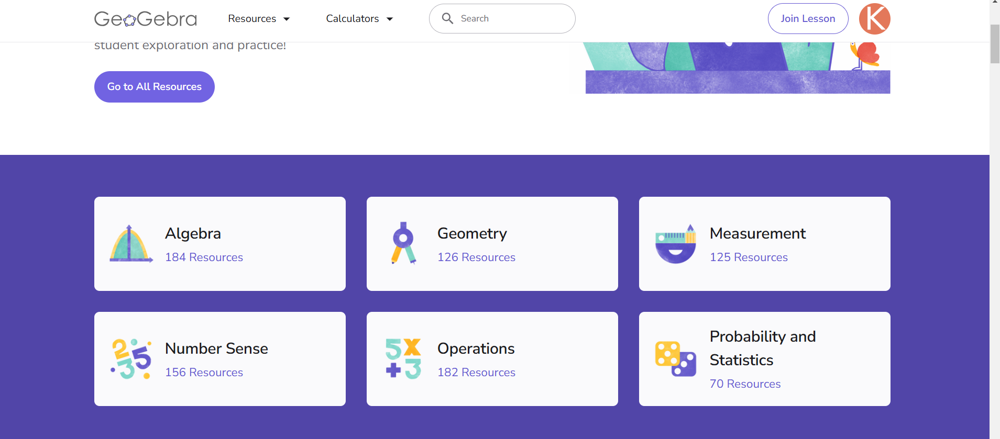 GeoGebra
Resources
Calculators
Search
Join Lesson
K
student exploration and practice!
Go to All Resources
Algebra
184 Resources
Geometry
126 Resources
Measurement
125 Resources
Number Sense
156 Resources
Operations
182 Resources
Probability and
Statistics
70 Resources